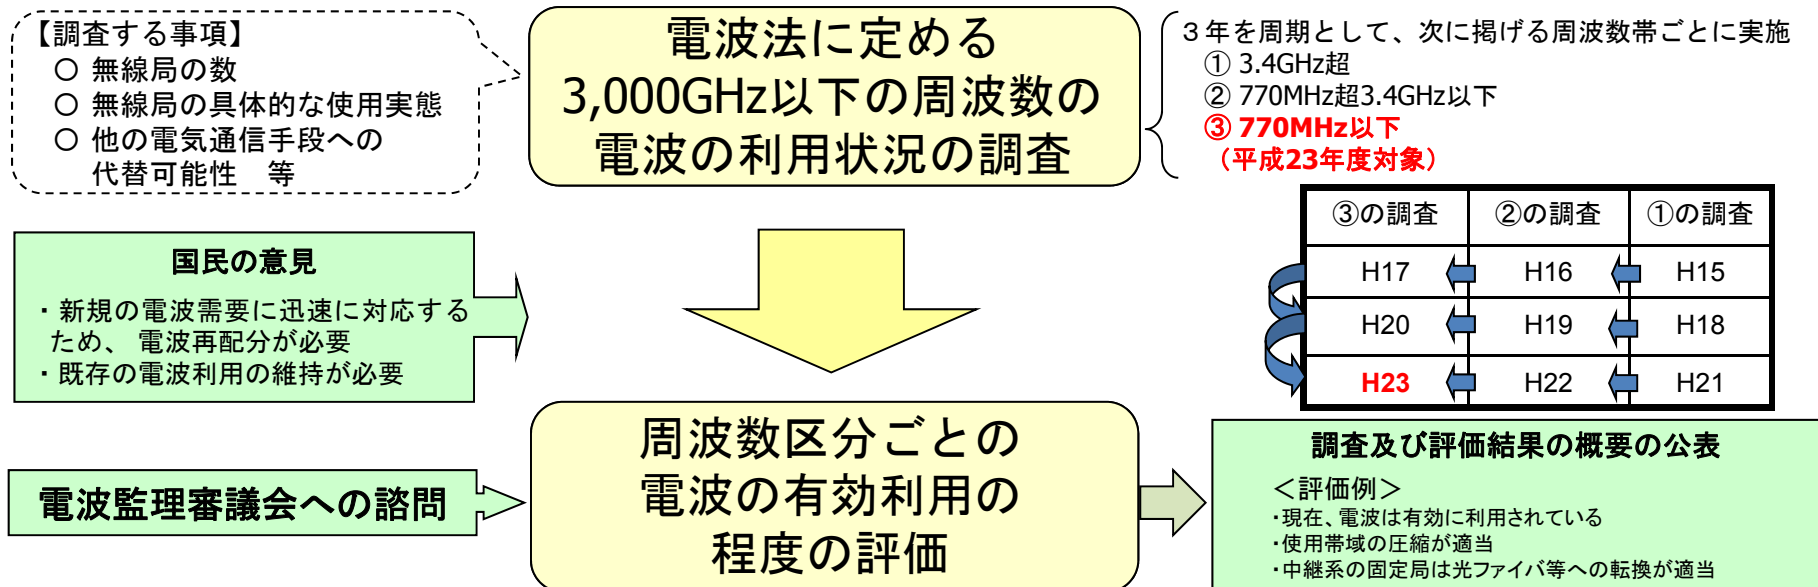 【調査する事項】
○ 無線局の数
○ 無線局の具体的な使用実態
○ 他の電気通信手段への
代替可能性　等
電波法に定める
3,000GHz以下の周波数の
電波の利用状況の調査
３年を周期として、次に掲げる周波数帯ごとに実施
① 3.4GHz超
② 770MHz超3.4GHz以下
③ 770MHz以下
（平成23年度対象）
③の調査 ②の調査 ①の調査
H17 H16 H15
H20 H19 H18
H23 H22 H21
国民の意見
・新規の電波需要に迅速に対応する
ため、 電波再配分が必要
・既存の電波利用の維持が必要
電波監理審議会への諮問
周波数区分ごとの
電波の有効利用の
程度の評価
調査及び評価結果の概要の公表
＜評価例＞
・現在、電波は有効に利用されている
・使用帯域の圧縮が適当
・中継系の固定局は光ファイバ等への転換が適当